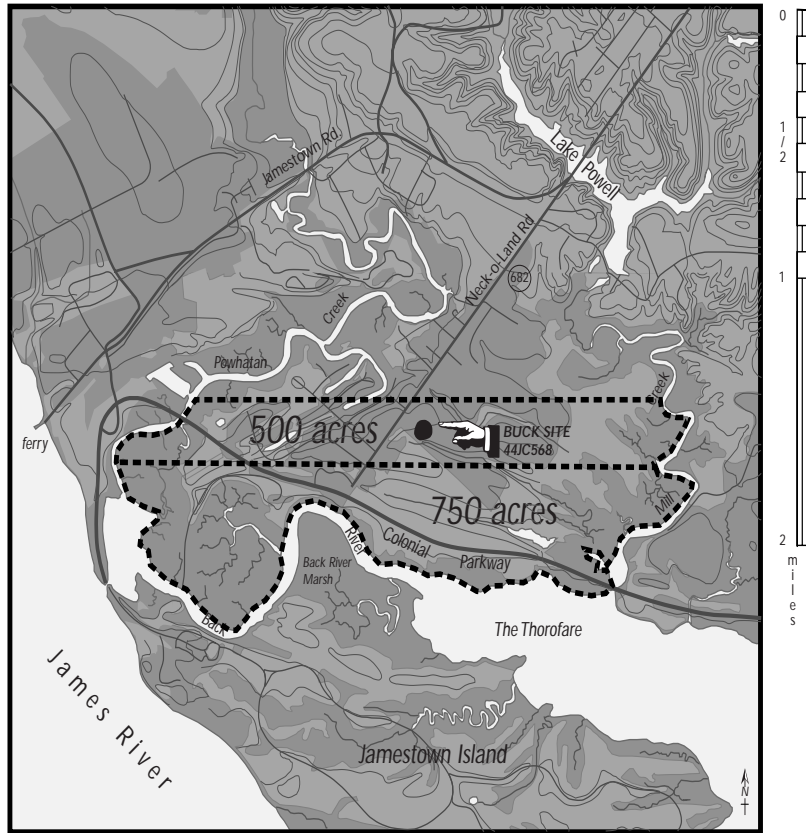 0
1
/
2
1
2
m
i
l
e
s
Jamestown Rd.
Lake Powell
Neck-o-Land Rd
682
Creek
Powhatan
Creek
ferry
500 acres
BUCK SITE
44JC568
750 acres
Mill
River
Colonial
Parkway
Back River
Marsh
Back
The Thorofare
James River
Jamestown Island
N